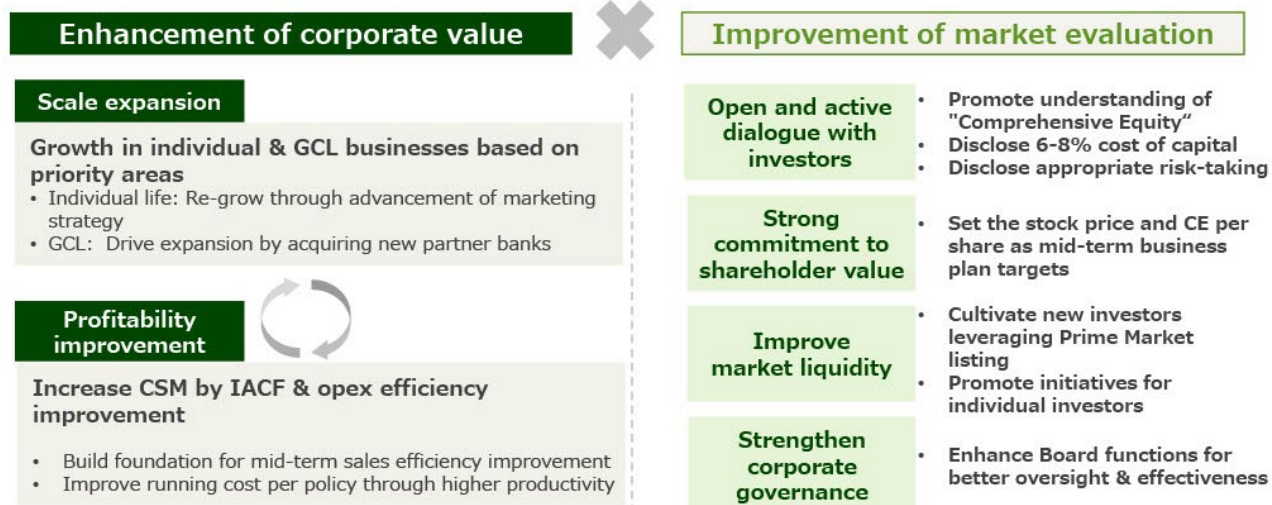 Enhancement of corporate value
Improvement of market evaluation
Scale expansion
Growth in individual & GCL businesses based on
priority areas
• Individual life: Re-grow through advancement of marketing
strategy
• GCL: Drive expansion by acquiring new partner banks
Profitability
improvement
Increase CSM by IACF & opex efficiency
improvement
• Build foundation for mid-term sales efficiency improvement
• Improve running cost per policy through higher productivity
Open and active
dialogue with
investors
• Promote understanding of
"Comprehensive Equity“
• Disclose 6-8% cost of capital
• Disclose appropriate risk-taking
Strong
commitment to
shareholder value
• Set the stock price and CE per
share as mid-term business
plan targets
Improve
market liquidity
• Cultivate new investors
leveraging Prime Market
listing
• Promote initiatives for
individual investors
Strengthen
corporate
governance
• Enhance Board functions for
better oversight & effectiveness